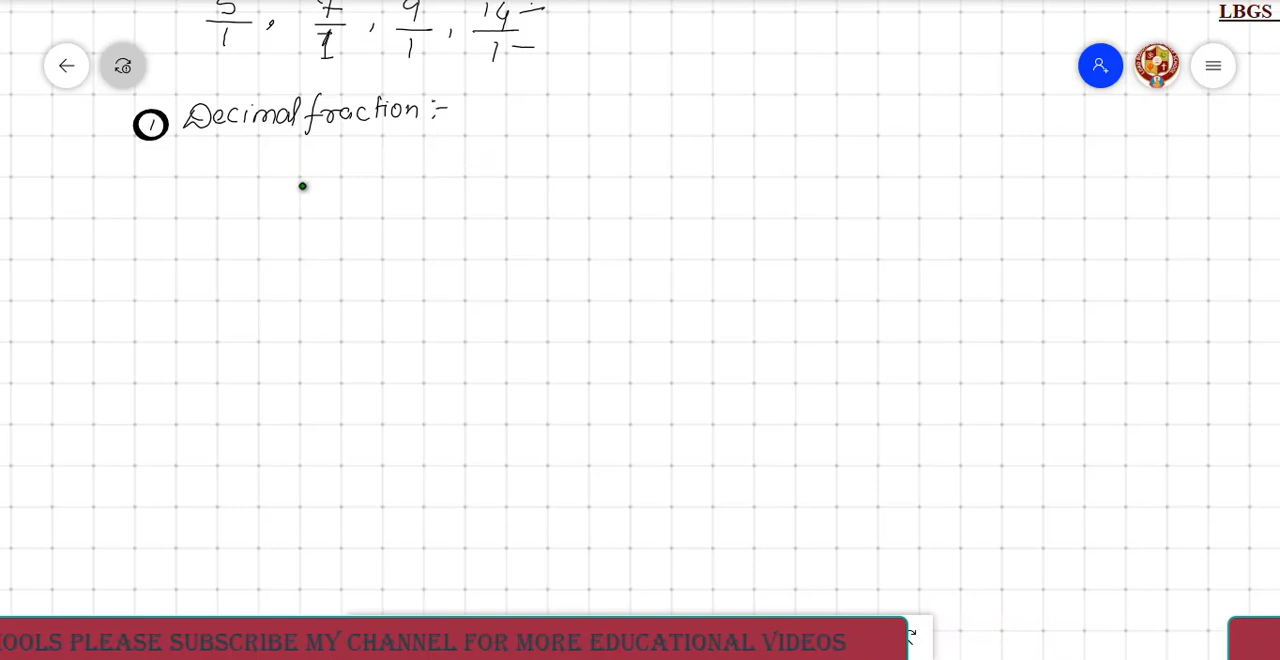 LBGS
5/1 , 7/1 , 9/1 , 14/1
1 Decimal fraction :-
OOLS PLEASE SUBSCRIBE MY CHANNEL FOR MORE EDUCATIONAL VIDEOS